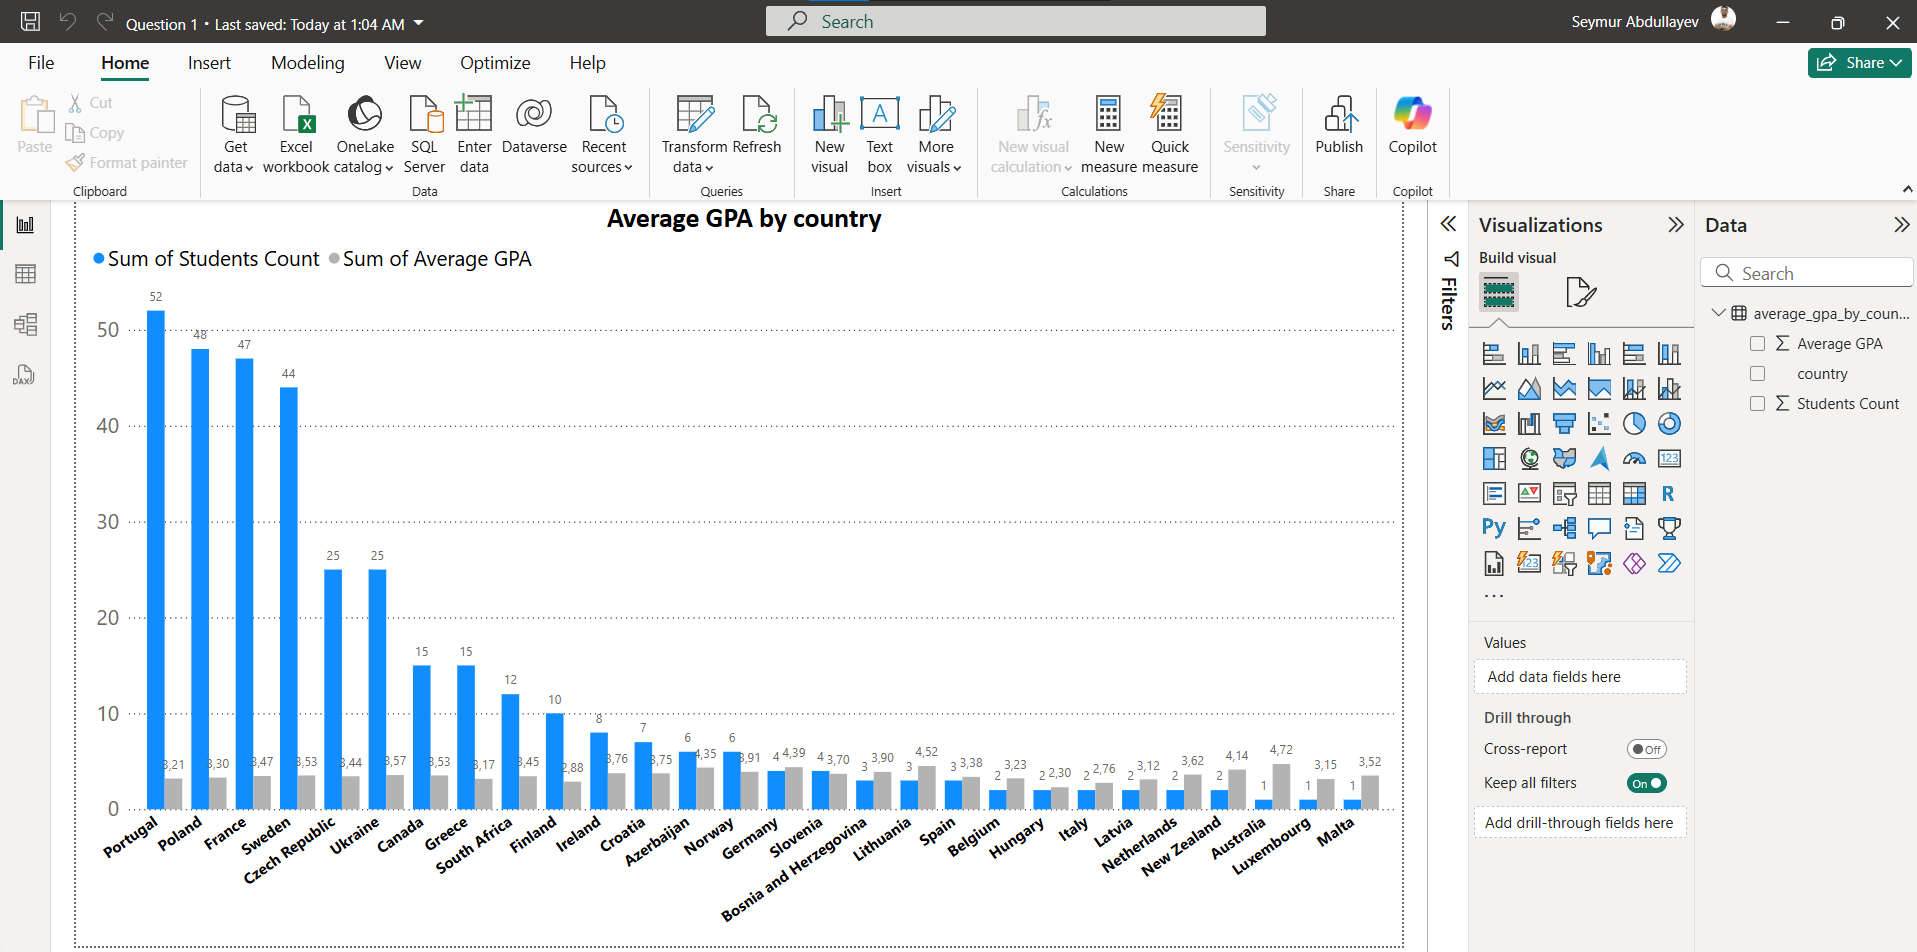 Question 1 • Last saved: Today at 1:04 AM
Search
Seymur Abdullayev
File Home Insert Modeling View Optimize Help
Share
Paste
Cut
Copy
Format painter
Clipboard
Get data
Excel workbook
OneLake catalog
SQL Server
Enter data
Dataverse
Recent sources
Data
Transform data
Refresh
Queries
New visual
Text box
More visuals
Insert
New visual calculation
New measure
Quick measure
Calculations
Sensitivity
Sensitivity
Publish
Share
Copilot
Copilot
Average GPA by country
Sum of Students Count Sum of Average GPA
50
40
30
20
10
0
52 48 47 44 25 25 15 15 12 10 8 7 6 6 4 4 3 3 3 2 2 2 2 2 2 1 1 1
3,21 3,30 3,47 3,53 3,44 3,57 3,53 3,17 3,45 2,88 3,76 3,75 4,35 3,91 4,39 3,70 3,90 4,52 3,38 3,23 2,30 2,76 3,12 3,62 4,14 4,72 3,15 3,52
Portugal
Poland
France
Sweden
Czech Republic
Ukraine
Canada
Greece
South Africa
Finland
Ireland
Croatia
Azerbaijan
Norway
Germany
Slovenia
Bosnia and Herzegovina
Lithuania
Spain
Belgium
Hungary
Italy
Latvia
Netherlands
New Zealand
Australia
Luxembourg
Malta
Filters
Visualizations
Build visual
123
R
Py
123
...
Values
Add data fields here
Drill through
Cross-report
Off
Keep all filters
On
Add drill-through fields here
Data
Search
average_gpa_by_coun...
Average GPA
country
Students Count
DAX